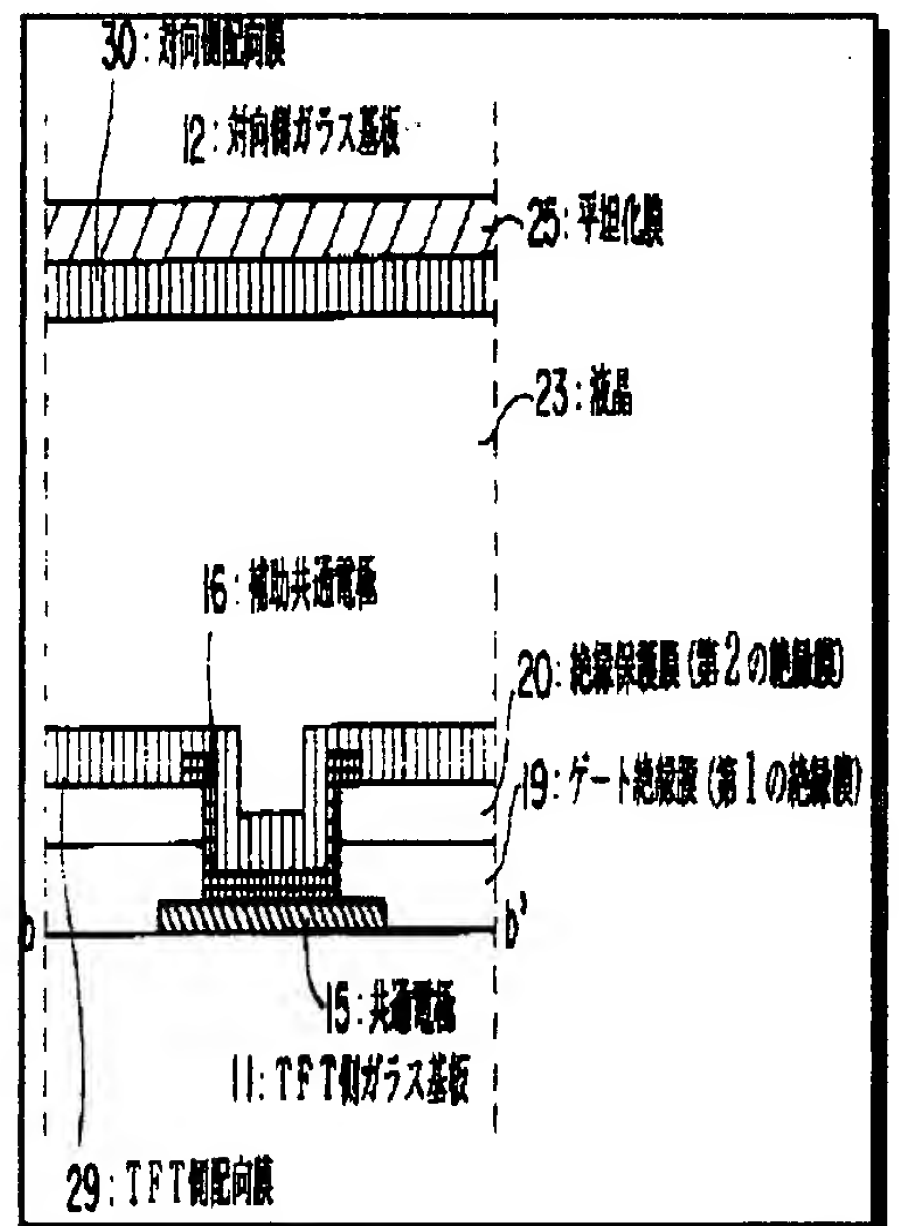 30：対向側配向膜
12：対向側ガラス基板
25：平坦化膜
23：液晶
16：補助共通電極
20：絶縁保護膜(第2の絶縁膜)
19：ゲート絶縁膜(第1の絶縁膜)
b b'
15：共通電極
11：TFT側ガラス基板
29：TFT側配向膜